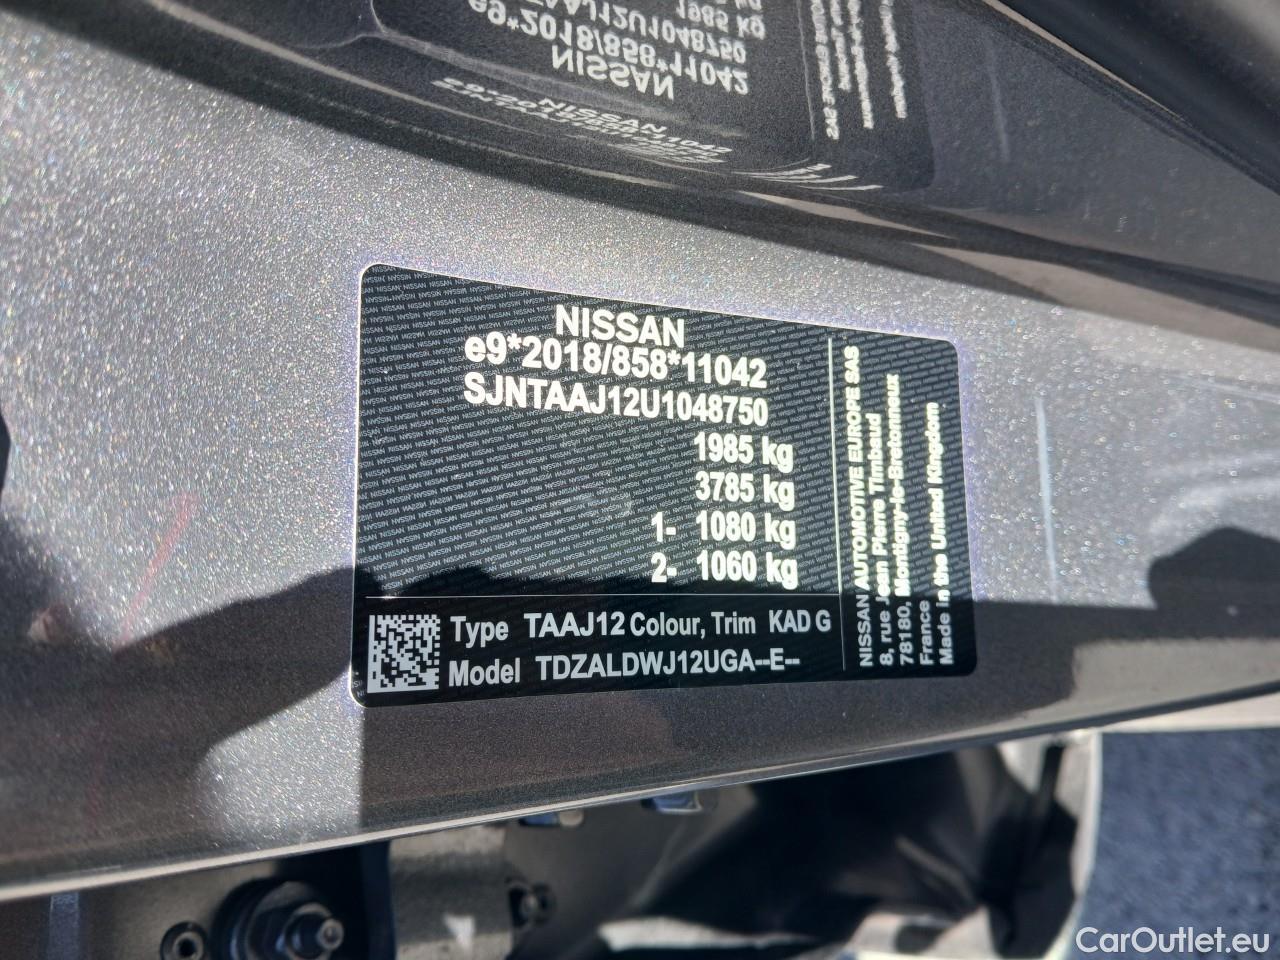 NISSAN
e9*2018/858*11042
SJNTAAJ12U1048750
1985 kg
3785 kg
1- 1080 kg
2- 1060 kg
Type TAAJ12 Colour, Trim KAD G
Model TDZALDWJ12UGA--E--
NISSAN AUTOMOTIVE EUROPE SAS
8, rue Jean Pierre Timbaud
78180, Montigny-le-Bretonneux
France
Made in the United Kingdom
CarOutlet.eu